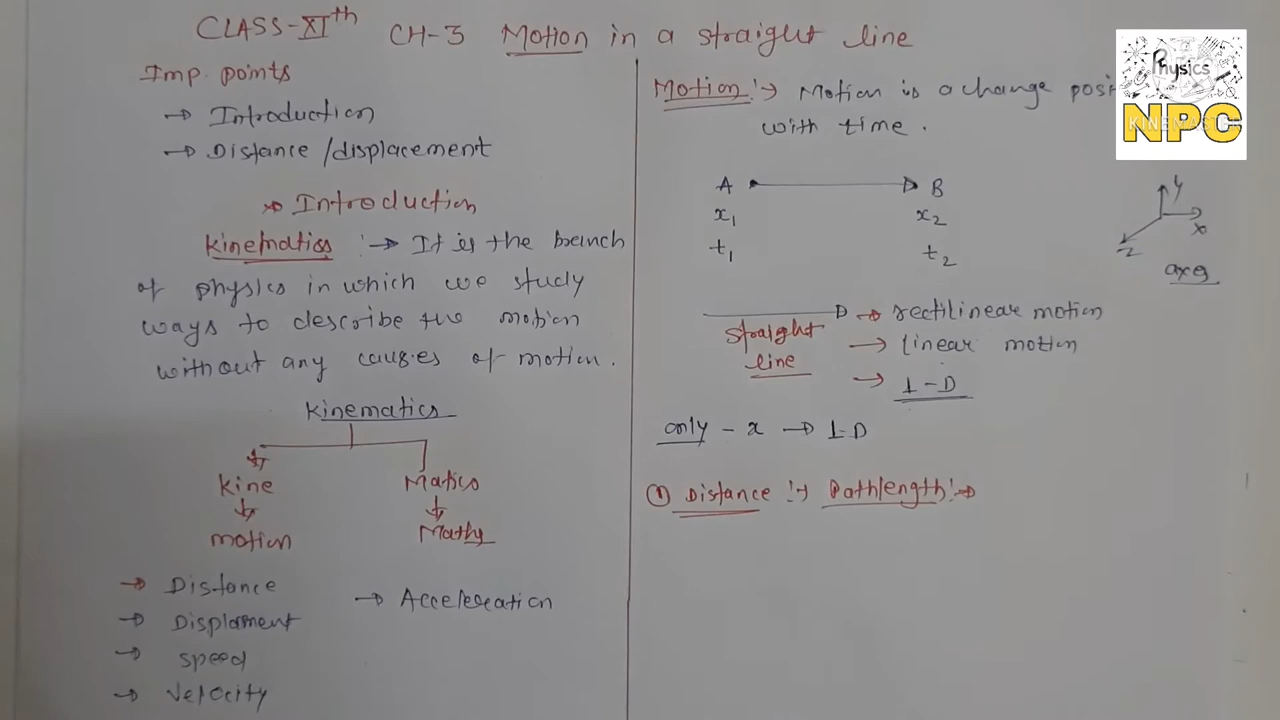 CLASS-XIth CH-3 Motion in a straight line
Imp. points
→ Introduction
→ Distance/displacement
Introduction
Kinematics :→ It is the branch
of physics in which we study
ways to describe the motion
without any causes of motion.
Kinematics
Kine Matics
motion Maths
→ Distance
→ Displament
→ speed
→ Velocity
→ Acceleration
Motion :→ Motion is a change posi
with time.
A B
x1 x2
t1 t2
y
x
z
axes
straight
line
→ rectilinear motion
→ linear motion
→ 1-D
only - x → 1-D
① Distance :→ Pathlength :→
Physics
NPC
KINEMASTER